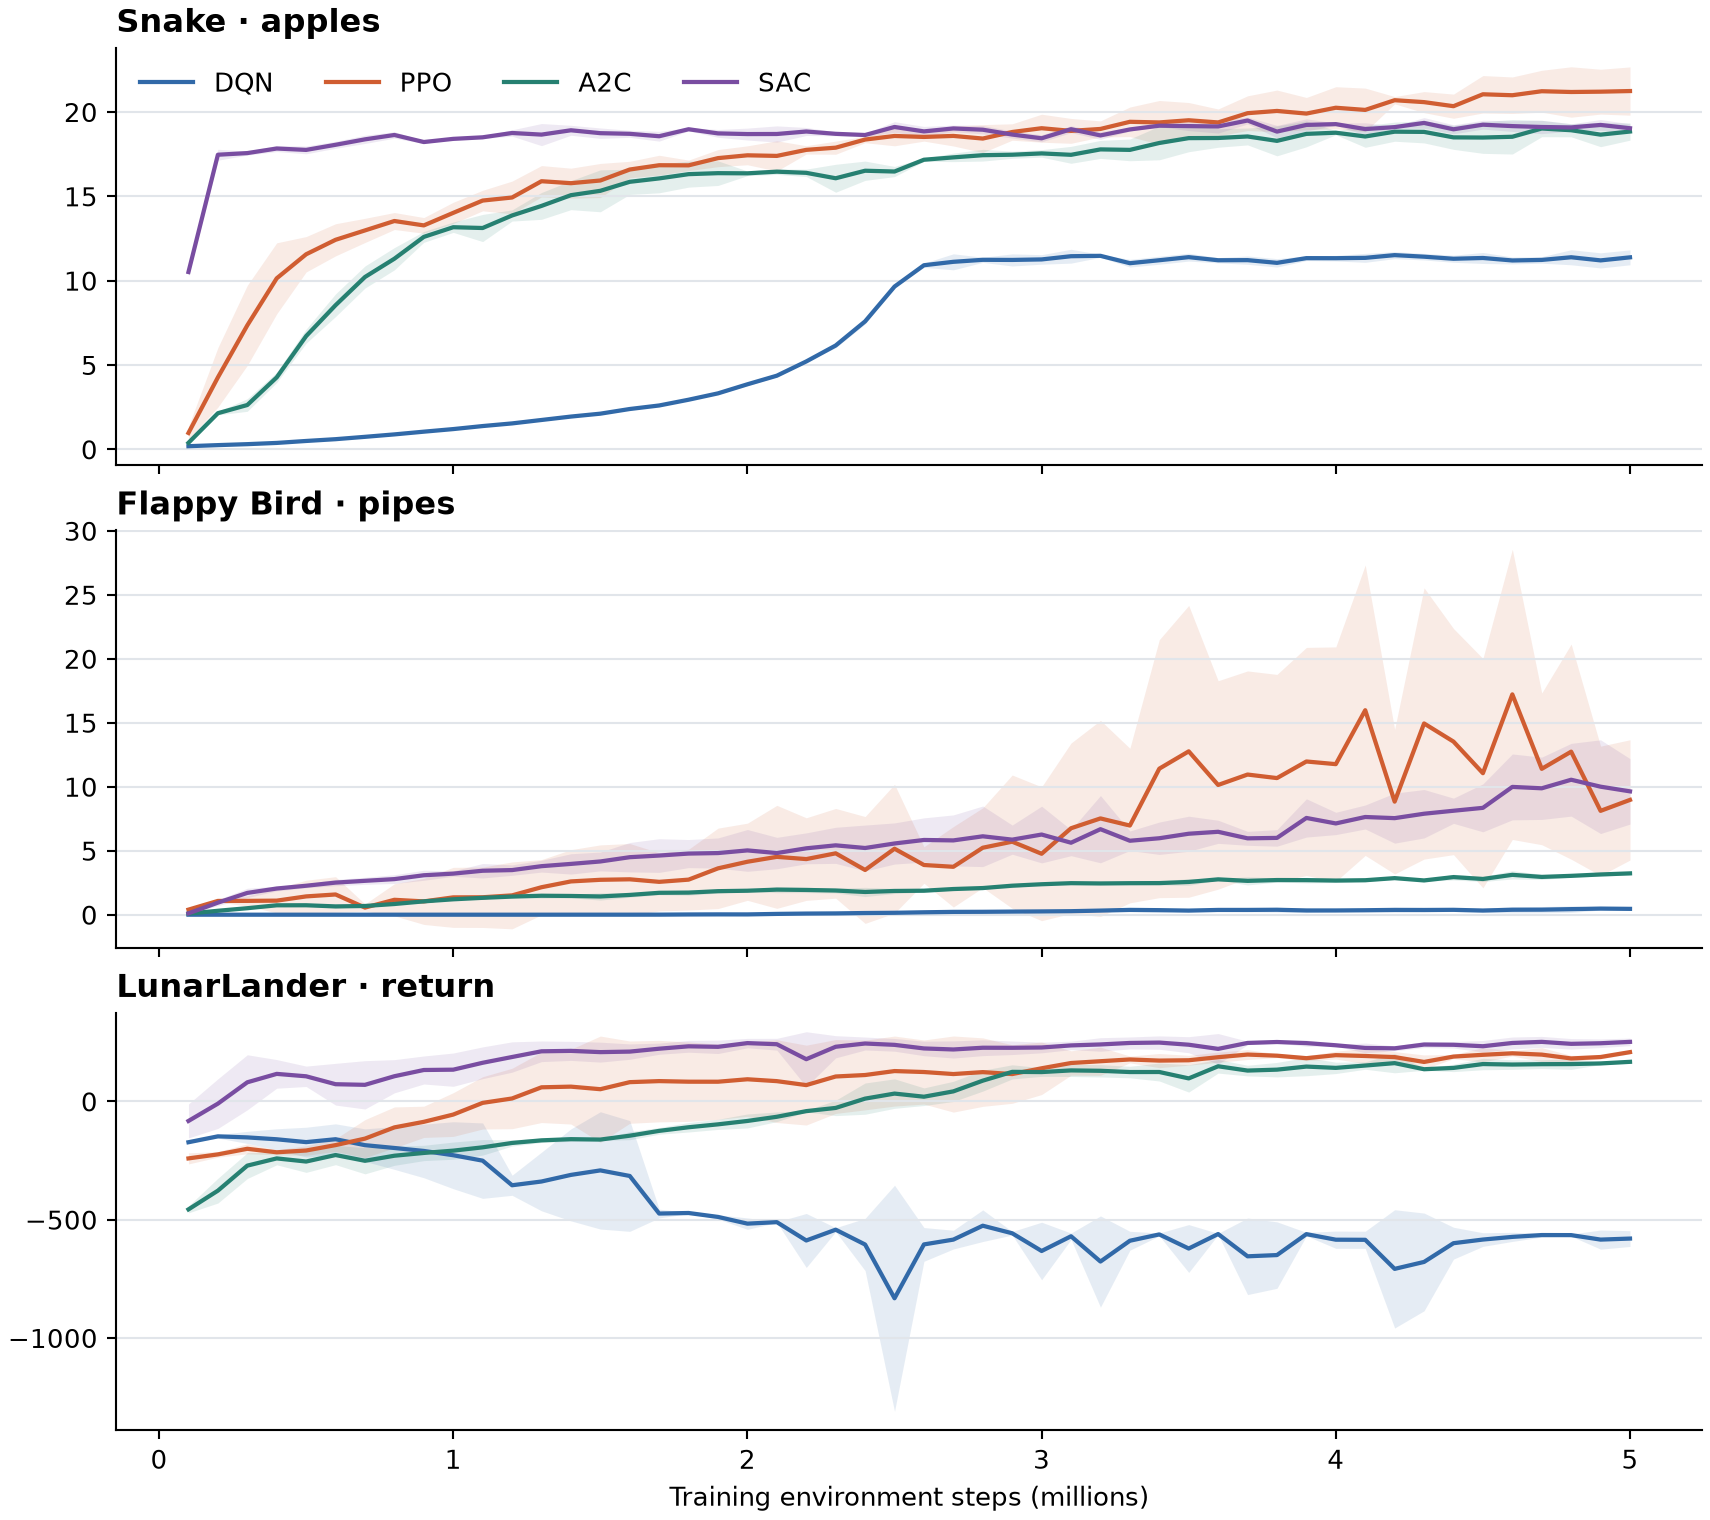 Snake · apples
DQN PPO A2C SAC
20
15
10
5
0
Flappy Bird · pipes
30
25
20
15
10
5
0
LunarLander · return
0
−500
−1000
0 1 2 3 4 5
Training environment steps (millions)